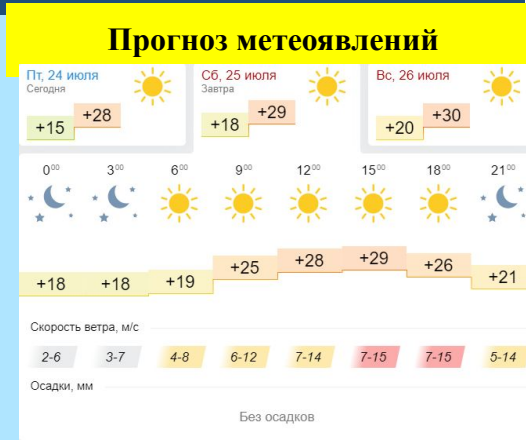 Прогноз метеоявлений
Пт, 24 июля Сб, 25 июля Вс, 26 июля
Сегодня Завтра
+15 +28 +18 +29 +20 +30
0⁰⁰ 3⁰⁰ 6⁰⁰ 9⁰⁰ 12⁰⁰ 15⁰⁰ 18⁰⁰ 21⁰⁰
+18 +18 +19 +25 +28 +29 +26 +21
Скорость ветра, м/с
2-6 3-7 4-8 6-12 7-14 7-15 7-15 5-14
Осадки, мм
Без осадков